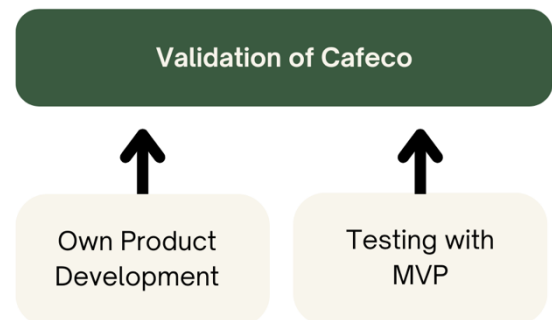 Validation of Cafeco
Own Product
Development
Testing with
MVP